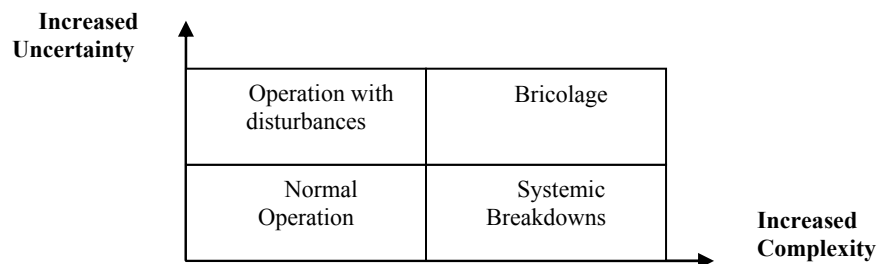 Increased
Uncertainty
Operation with
disturbances
Bricolage
Normal
Operation
Systemic
Breakdowns
Increased
Complexity